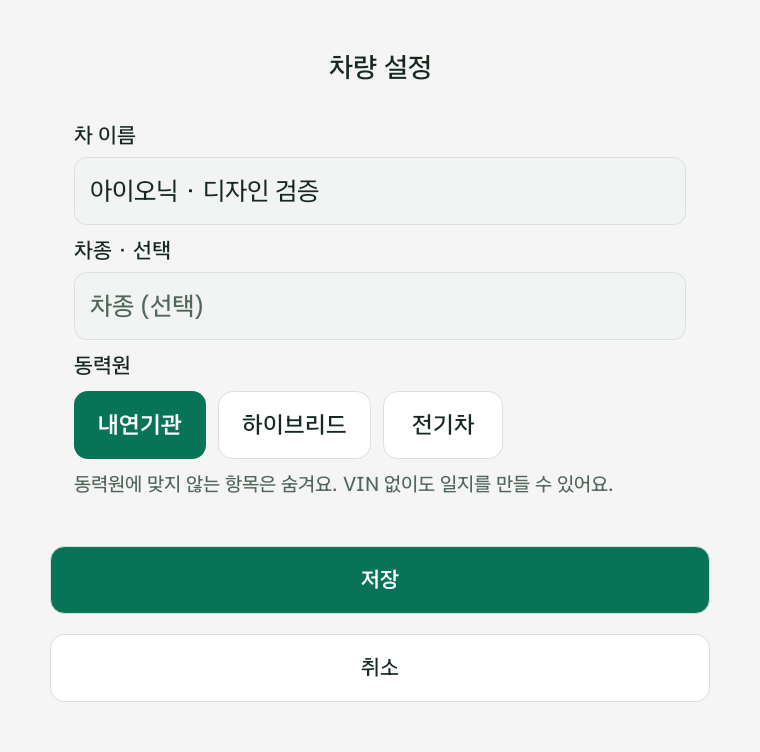 차량 설정
차 이름
아이오닉 · 디자인 검증
차종 · 선택
차종 (선택)
동력원
내연기관 하이브리드 전기차
동력원에 맞지 않는 항목은 숨겨요. VIN 없이도 일지를 만들 수 있어요.
저장
취소